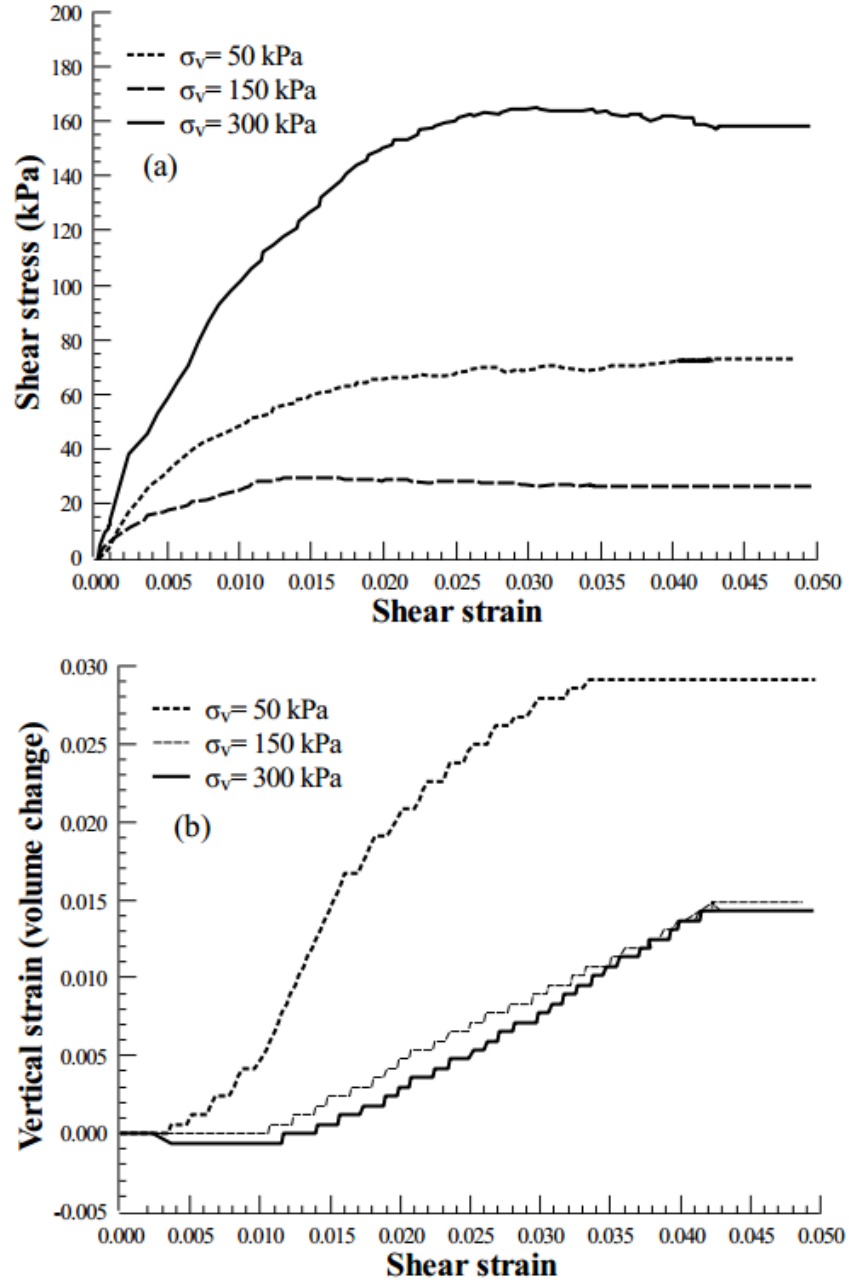 200
180
160
140
120
100
80
60
40
20
0
Shear stress (kPa)
σv= 50 kPa
σv= 150 kPa
σv= 300 kPa
(a)
0.000 0.005 0.010 0.015 0.020 0.025 0.030 0.035 0.040 0.045 0.050
Shear strain
0.030
0.025
0.020
0.015
0.010
0.005
0.000
-0.005
Vertical strain (volume change)
σv= 50 kPa
σv= 150 kPa
σv= 300 kPa
(b)
0.000 0.005 0.010 0.015 0.020 0.025 0.030 0.035 0.040 0.045 0.050
Shear strain